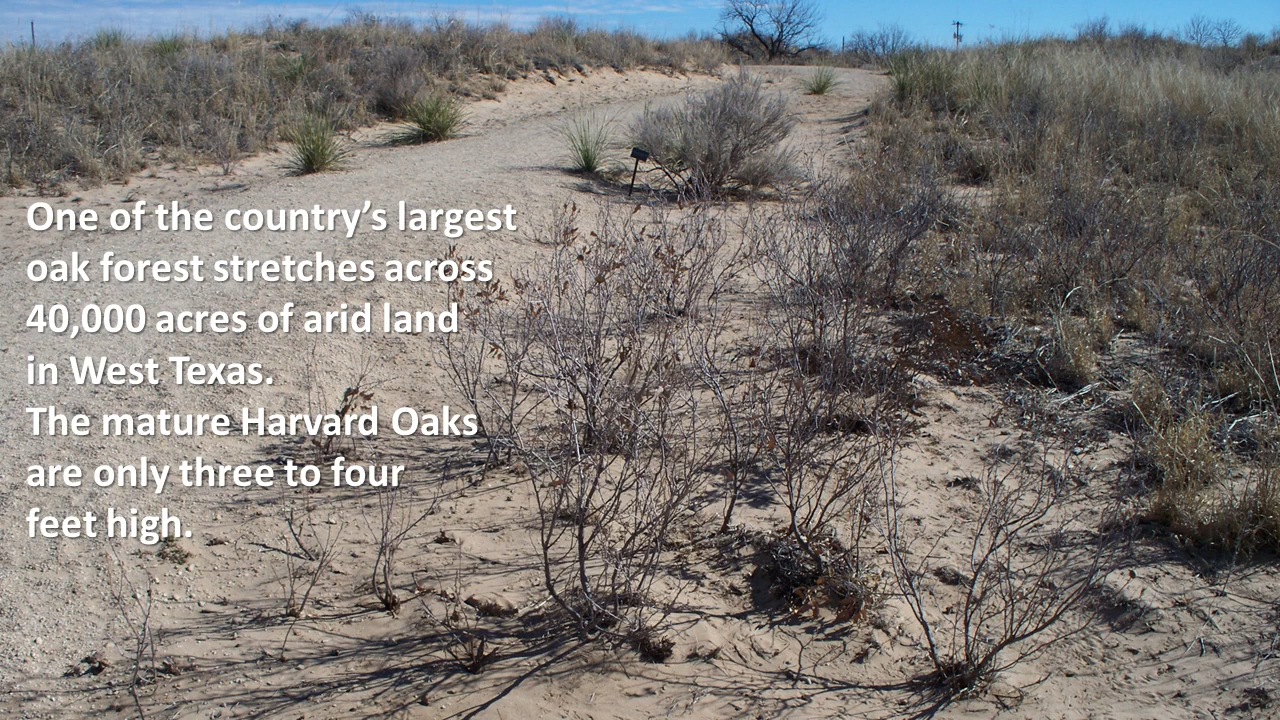 One of the country’s largest
oak forest stretches across
40,000 acres of arid land
in West Texas.
The mature Harvard Oaks
are only three to four
feet high.